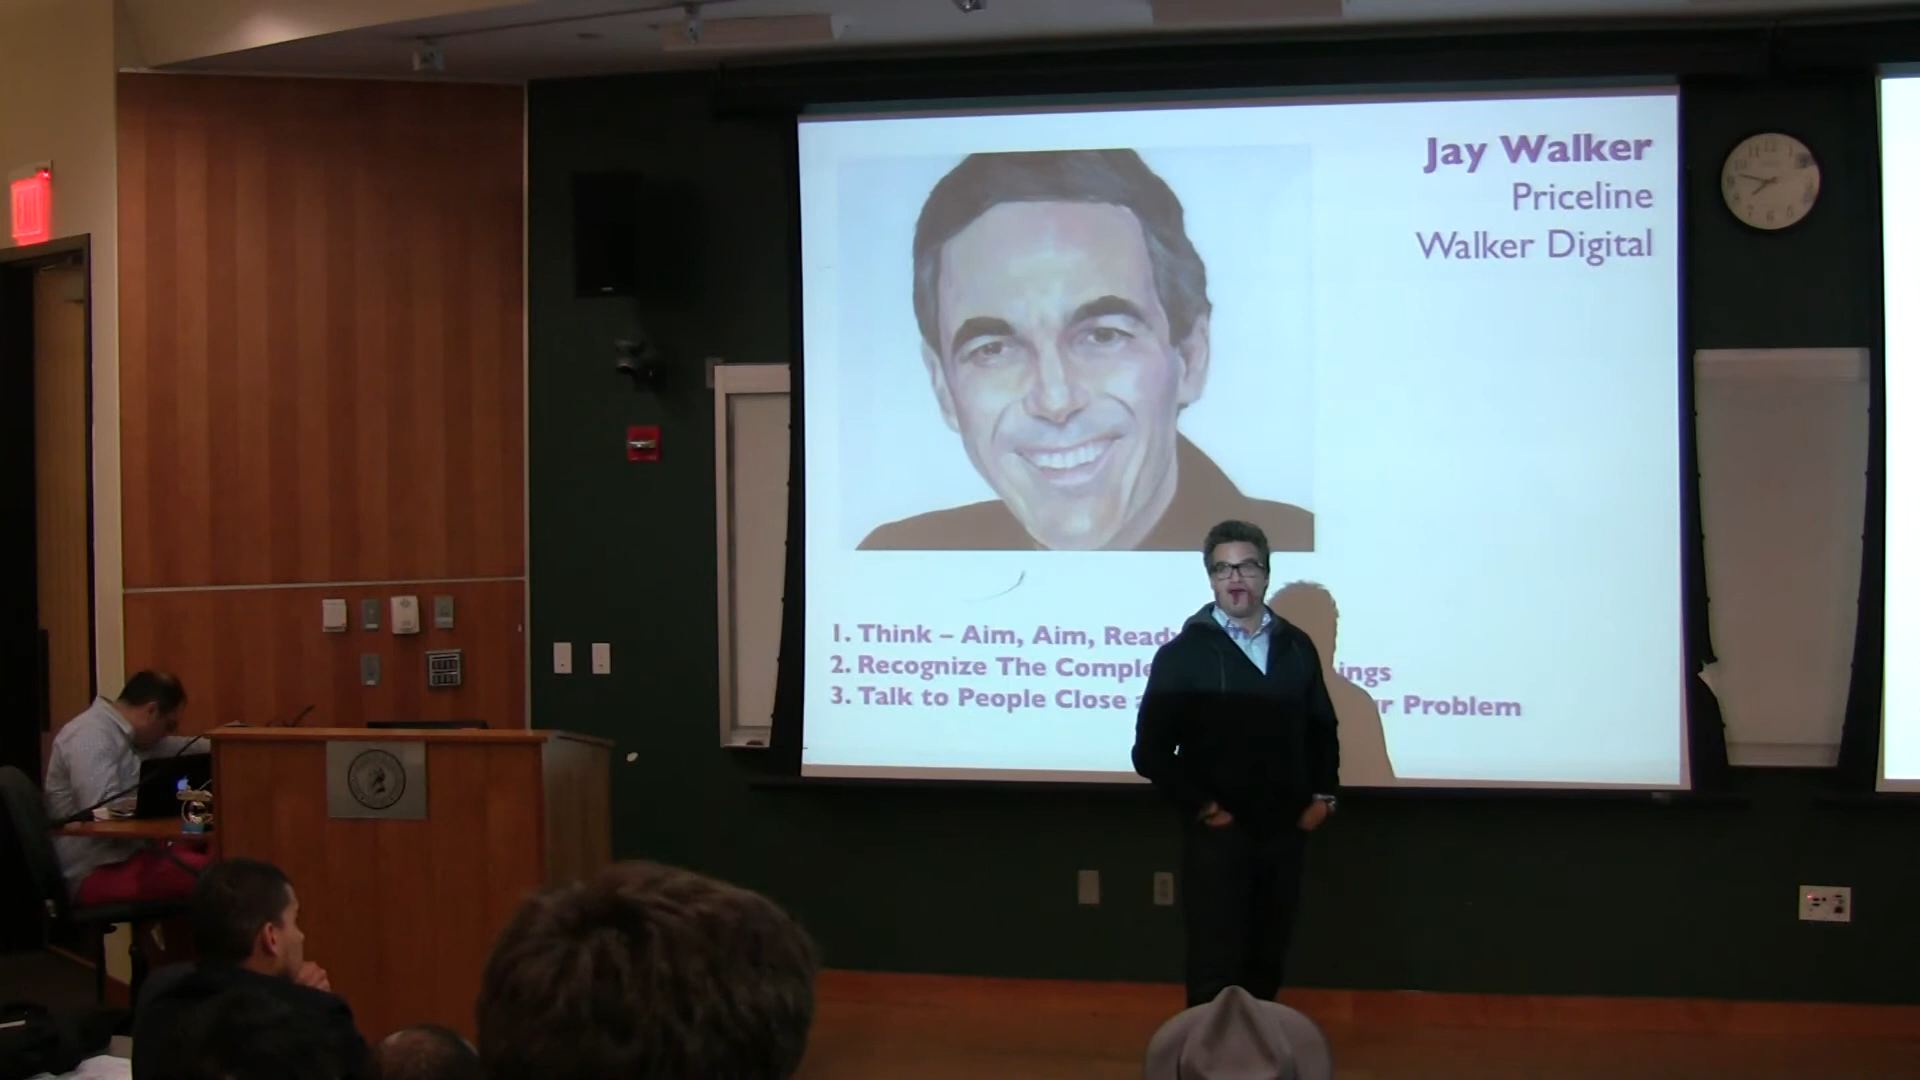 Jay Walker
Priceline
Walker Digital
1. Think – Aim, Aim, Ready
2. Recognize The Comple ings
3. Talk to People Close r Problem